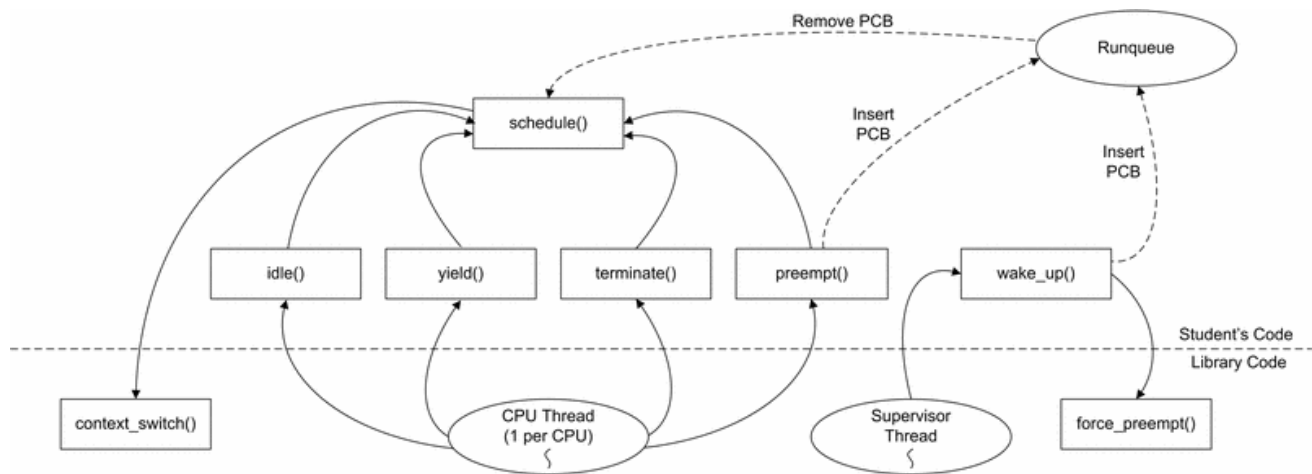 Remove PCB
Runqueue
schedule()
Insert
PCB
Insert
PCB
idle()
yield()
terminate()
preempt()
wake_up()
Student's Code
Library Code
context_switch()
CPU Thread
(1 per CPU)
Supervisor
Thread
force_preempt()